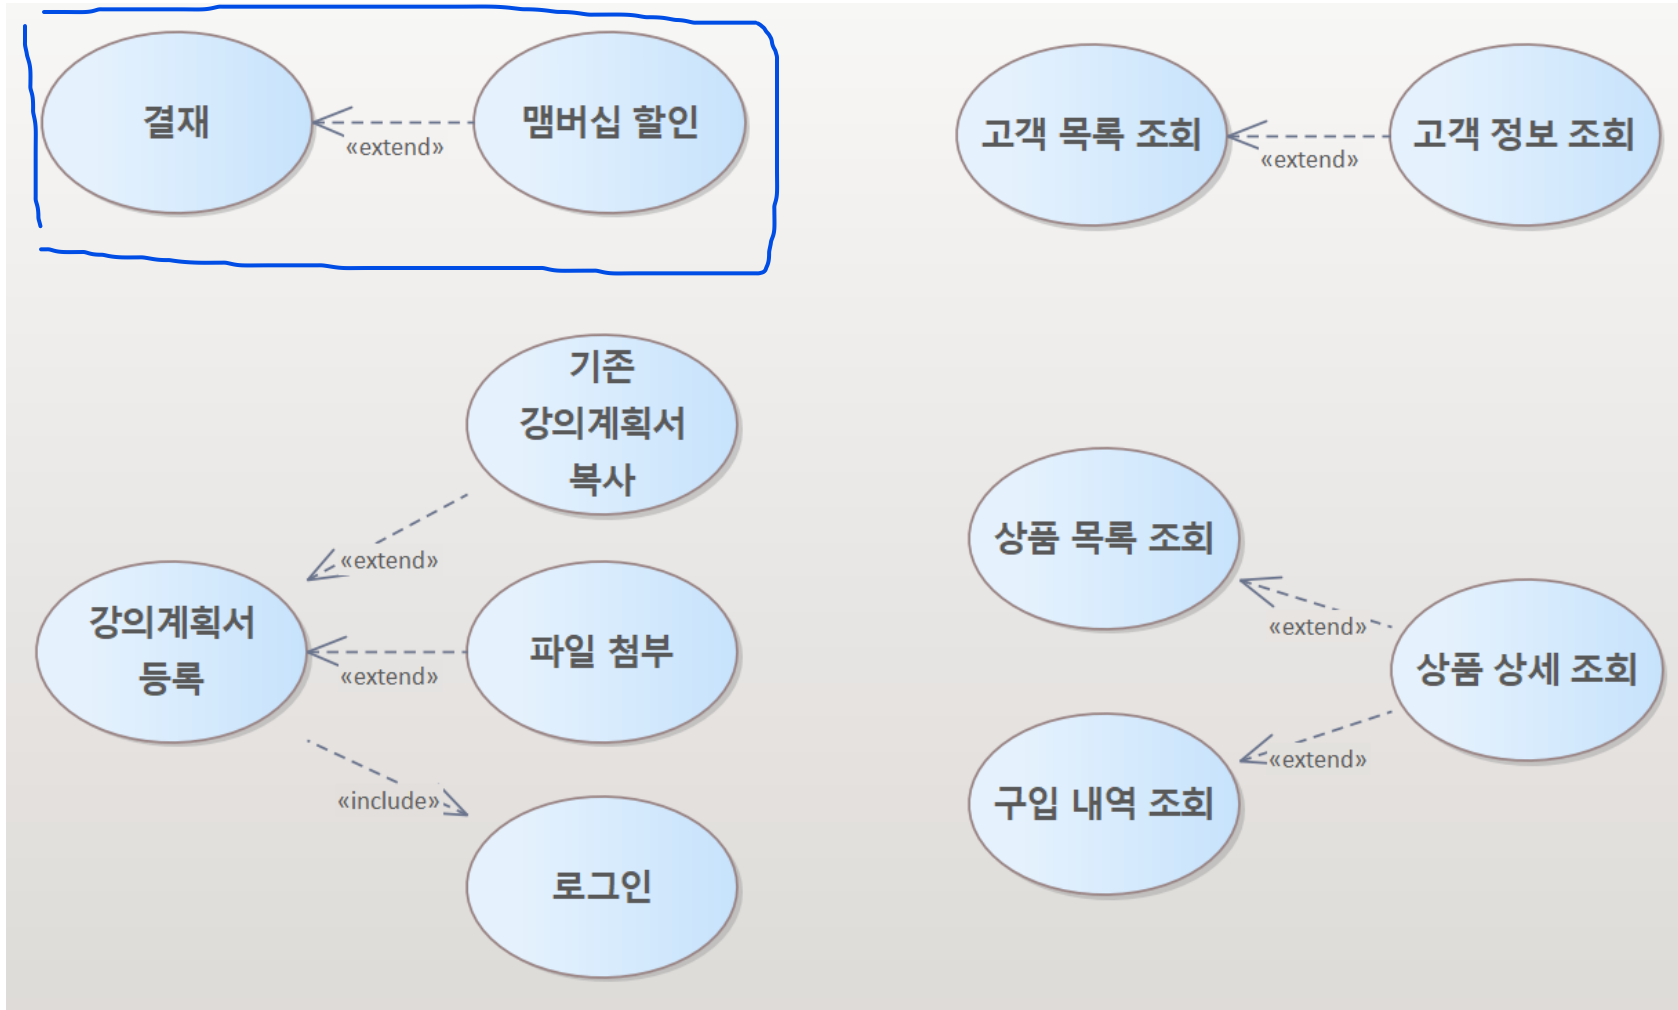 결재
맴버십 할인
«extend»
고객 목록 조회
고객 정보 조회
«extend»
기존
강의계획서
복사
«extend»
강의계획서
등록
파일 첨부
«extend»
«include»
로그인
상품 목록 조회
«extend»
상품 상세 조회
«extend»
구입 내역 조회